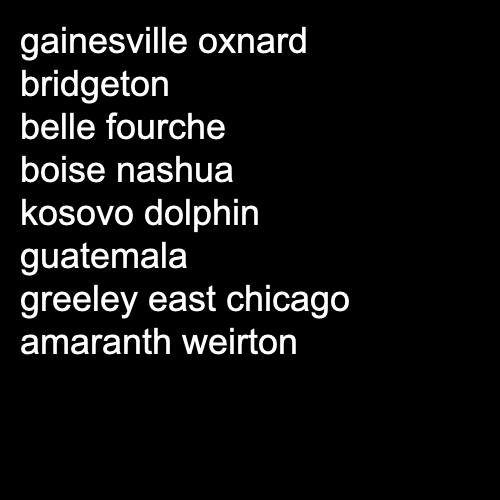 gainesville oxnard
bridgeton
belle fourche
boise nashua
kosovo dolphin
guatemala
greeley east chicago
amaranth weirton